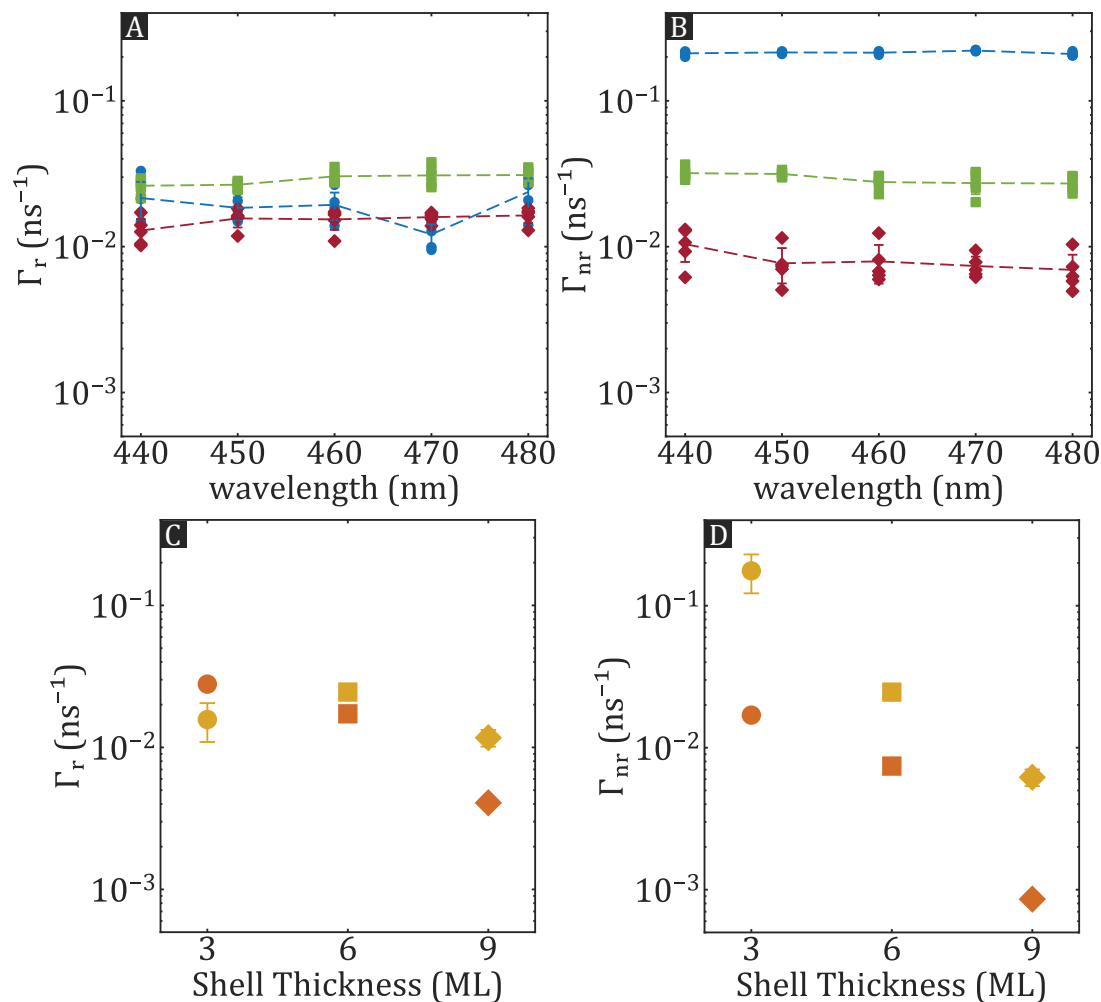 A
B
10⁻¹
10⁻²
10⁻³
Γr (ns⁻¹)
440 450 460 470 480
wavelength (nm)
10⁻¹
10⁻²
10⁻³
Γnr (ns⁻¹)
440 450 460 470 480
wavelength (nm)
C
D
10⁻¹
10⁻²
10⁻³
Γr (ns⁻¹)
3 6 9
Shell Thickness (ML)
10⁻¹
10⁻²
10⁻³
Γnr (ns⁻¹)
3 6 9
Shell Thickness (ML)